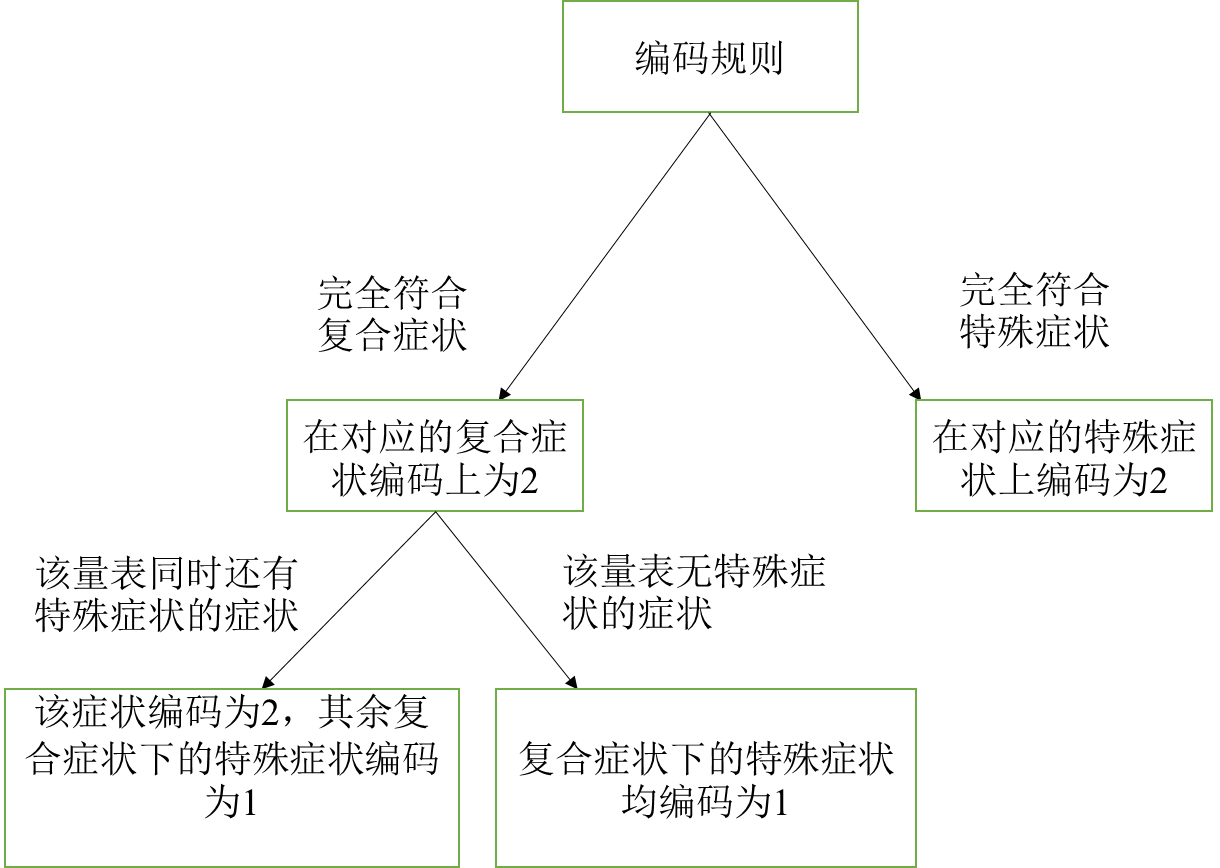 编码规则
完全符合
复合症状
完全符合
特殊症状
在对应的复合症
状编码上为2
在对应的特殊症
状上编码为2
该量表同时还有
特殊症状的症状
该量表无特殊症
状的症状
该症状编码为2，其余复
合症状下的特殊症状编码
为1
复合症状下的特殊症状
均编码为1